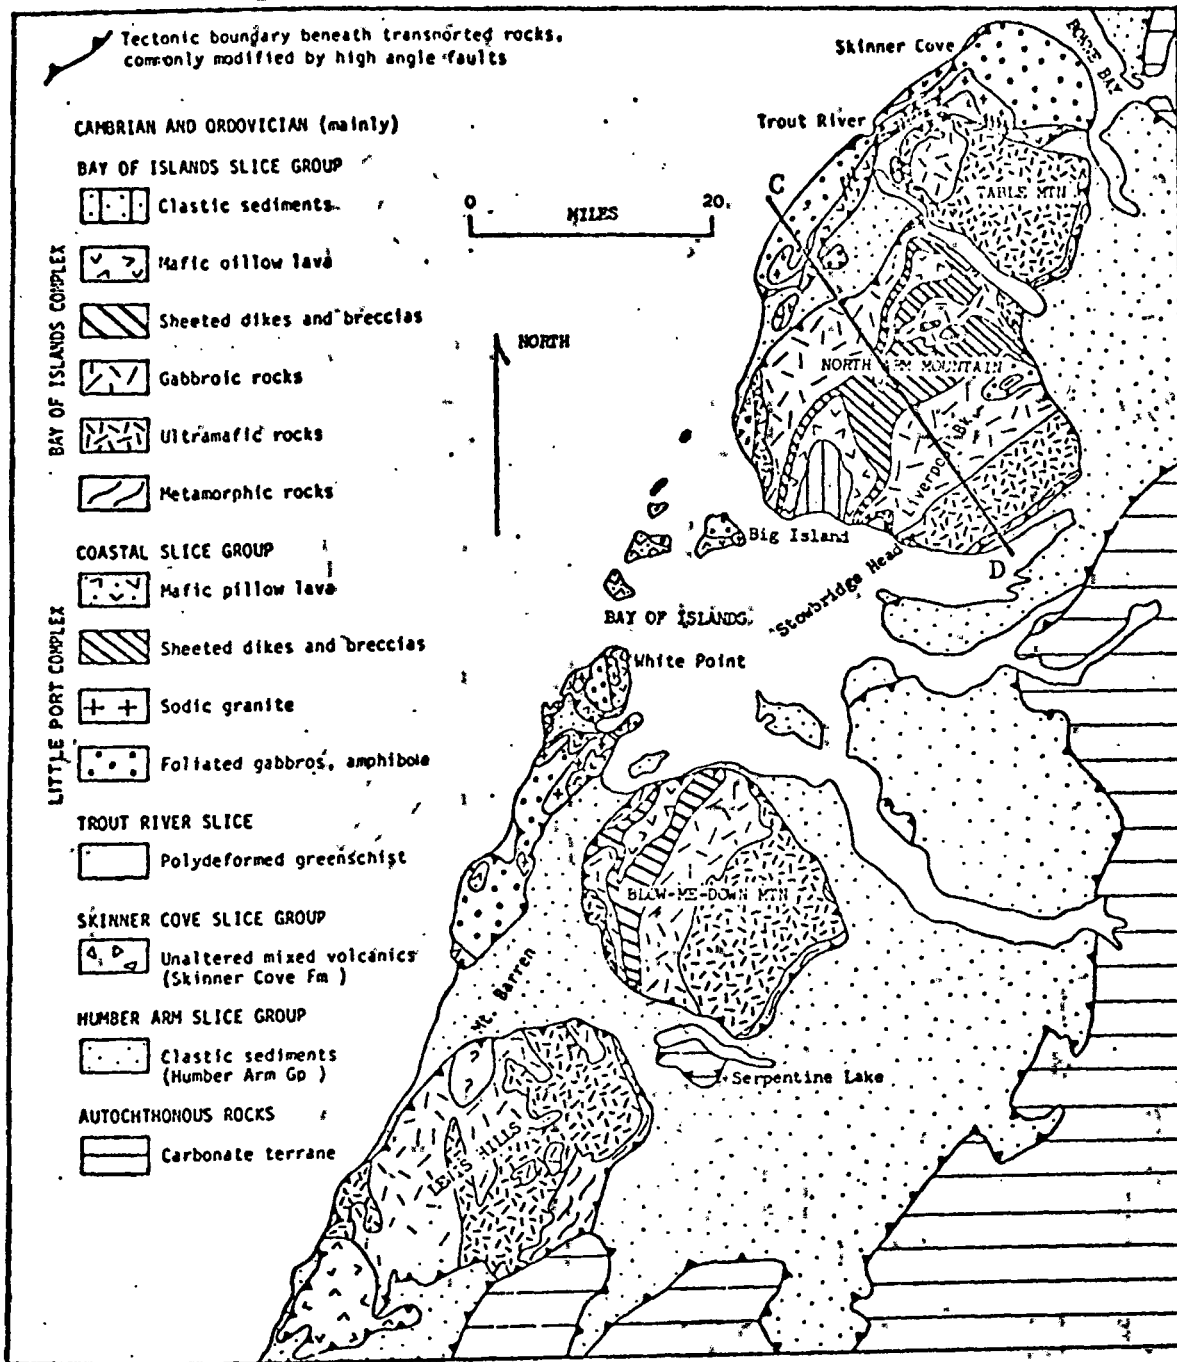 Tectonic boundary beneath transported rocks,
commonly modified by high angle faults
CAMBRIAN AND ORDOVICIAN (mainly)
BAY OF ISLANDS SLICE GROUP
Clastic sediments
Mafic pillow lava
Sheeted dikes and breccias
Gabbroic rocks
Ultramafic rocks
Metamorphic rocks
BAY OF ISLANDS COMPLEX
COASTAL SLICE GROUP
Mafic pillow lava
Sheeted dikes and breccias
Sodic granite
Foliated gabbros, amphibole
LITTLE PORT COMPLEX
TROUT RIVER SLICE
Polydeformed greenschist
SKINNER COVE SLICE GROUP
Unaltered mixed volcanics
(Skinner Cove Fm )
HUMBER ARM SLICE GROUP
Clastic sediments
(Humber Arm Gp )
AUTOCHTHONOUS ROCKS
Carbonate terrane
0 20
MILES
NORTH
Skinner Cove
BONNE BAY
Trout River
C
TABLE MTN
NORTH ARM MOUNTAIN
Liverpool Bk.
Big Island
D
Stowbridge Head
BAY OF ISLANDS
White Point
BLOW-ME-DOWN MTN
Mt. Barren
Serpentine Lake
LEWIS HILLS
?
?